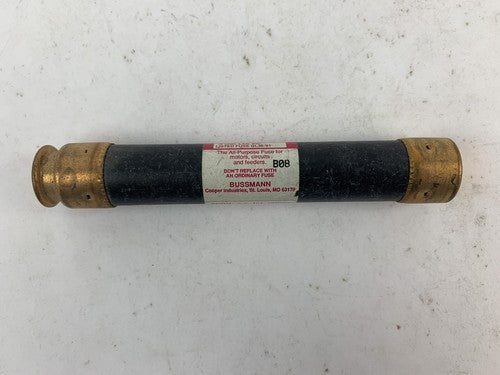 The All-Purpose Fuse for
motors, circuits
and feeders.
B08
DON'T REPLACE WITH
AN ORDINARY FUSE
BUSSMANN
Cooper Industries, St. Louis, MO 63178